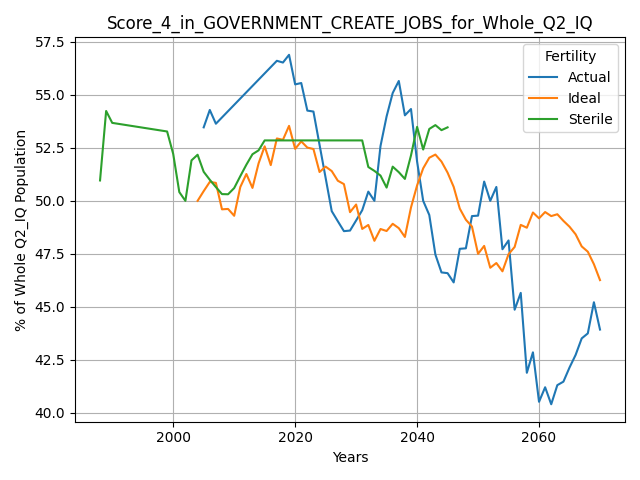 Score_4_in_GOVERNMENT_CREATE_JOBS_for_Whole_Q2_IQ
% of Whole Q2_IQ Population
57.5
55.0
52.5
50.0
47.5
45.0
42.5
40.0
Fertility
Actual
Ideal
Sterile
2000
2020
2040
2060
Years